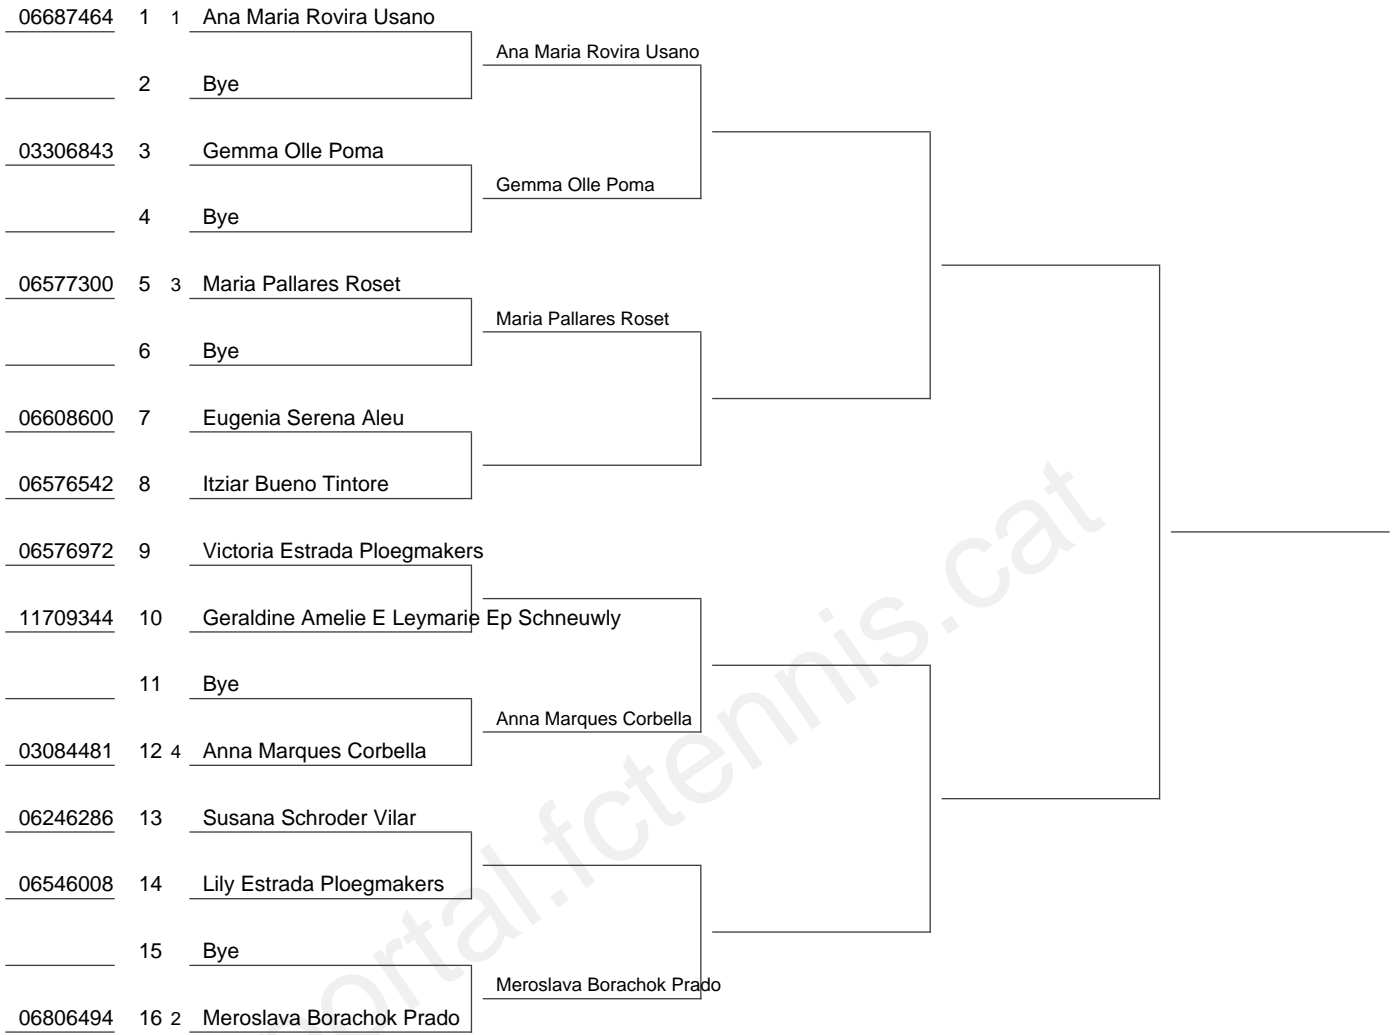 06687464 1 1 Ana Maria Rovira Usano
Ana Maria Rovira Usano
2 Bye
03306843 3 Gemma Olle Poma
Gemma Olle Poma
4 Bye
06577300 5 3 Maria Pallares Roset
Maria Pallares Roset
6 Bye
06608600 7 Eugenia Serena Aleu
06576542 8 Itziar Bueno Tintore
06576972 9 Victoria Estrada Ploegmakers
11709344 10 Geraldine Amelie E Leymarie Ep Schneuwly
11 Bye
Anna Marques Corbella
03084481 12 4 Anna Marques Corbella
06246286 13 Susana Schroder Vilar
06546008 14 Lily Estrada Ploegmakers
15 Bye
Meroslava Borachok Prado
06806494 16 2 Meroslava Borachok Prado
ortal.fctennis.cat